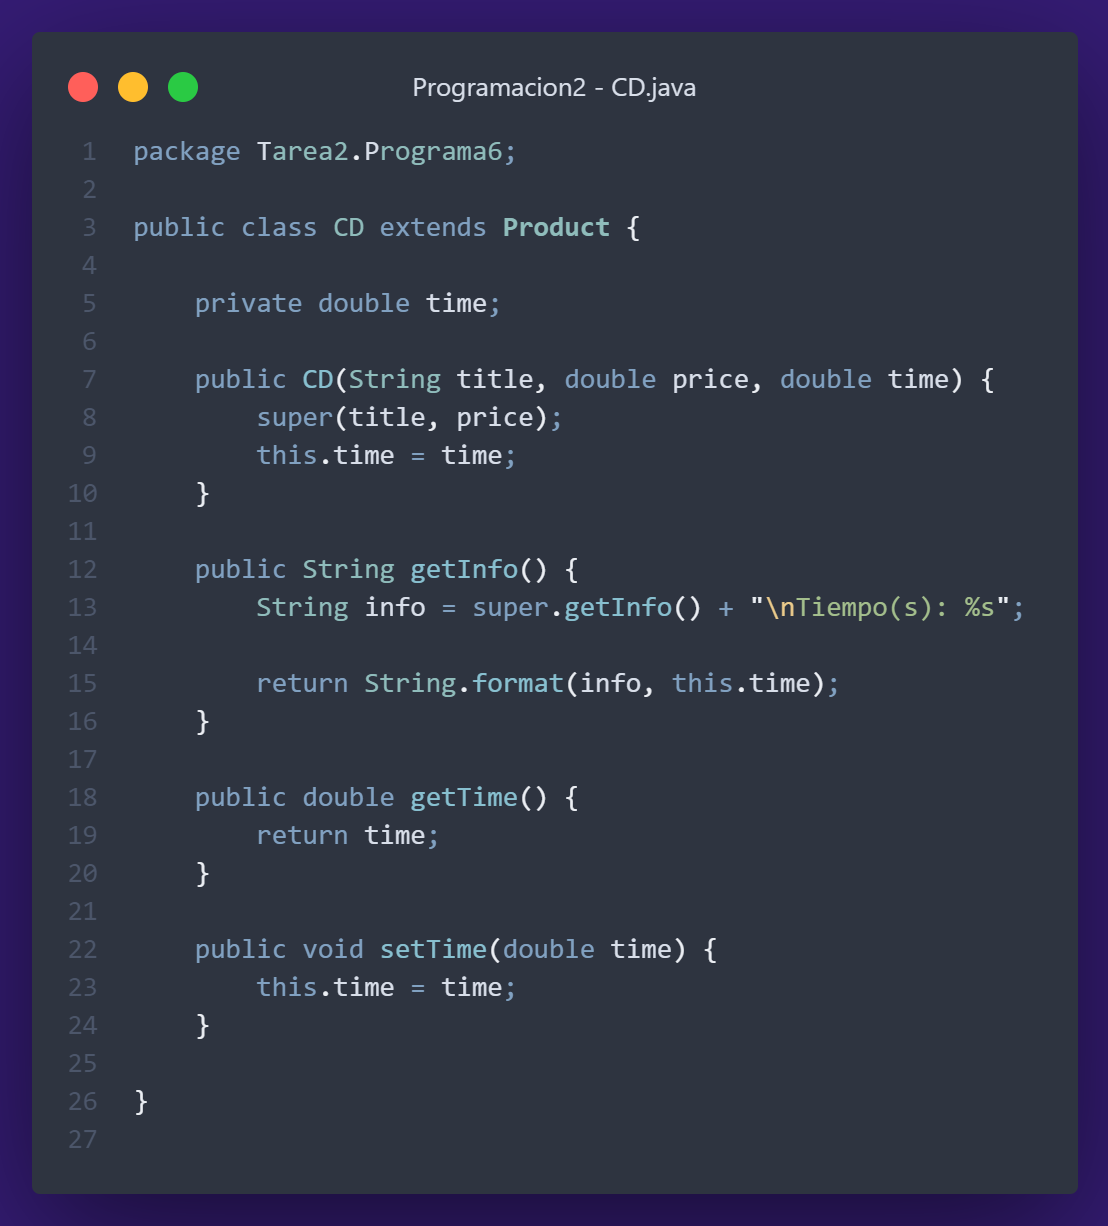 Programacion2 - CD.java
1 package Tarea2.Programa6;
2
3 public class CD extends Product {
4
5     private double time;
6
7     public CD(String title, double price, double time) {
8         super(title, price);
9         this.time = time;
10     }
11
12     public String getInfo() {
13         String info = super.getInfo() + "\nTiempo(s): %s";
14
15         return String.format(info, this.time);
16     }
17
18     public double getTime() {
19         return time;
20     }
21
22     public void setTime(double time) {
23         this.time = time;
24     }
25
26 }
27